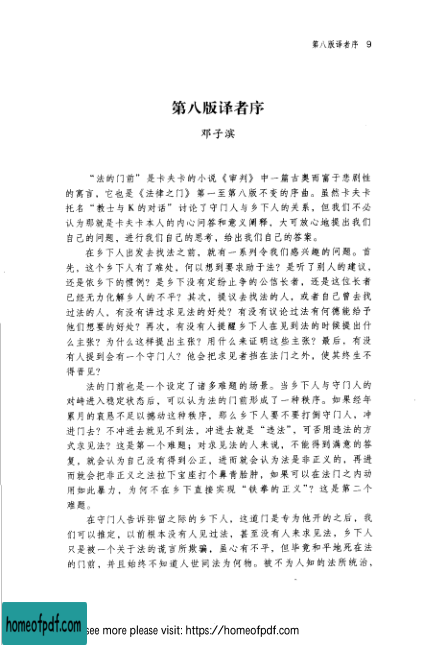 第八版译者序 9
第八版译者序
邓子滨
“法的门前”是卡夫卡的小说《审判》中一篇古奥而富于悲剧性
的寓言,它也是《法律之门》第一至第八版不变的序曲。虽然卡夫卡
托名“教士与K的对话”讨论了守门人与乡下人的关系,但我们不必
认为那就是卡夫卡本人的内心问答和意义阐释,大可放心地提出我们
自己的问题,进行我们自己的思考,给出我们自己的答案。
在乡下人出发去找法之前,就有一系列令我们感兴趣的问题。首
先,这个乡下人有了难处,何以想到要求助于法?是听了别人的建议,
还是依乡下的惯例?是乡下没有定纷止争的公信长者,还是这位长者
已经无力化解乡人的不平?其次,提议去找法的人,或者自己曾去找
过法的人,有没有讲过求见法的好处?有没有议论过法有何德能给予
他们想要的好处?再次,有没有人提醒乡下人在见到法的时候提出什
么主张?为什么这样提出主张?用什么来证明这些主张?最后,有没
有人提到会有一个守门人?他会把求见者挡在法门之外,使其终生不
得晋见?
法的门前也是一个设定了诸多难题的场景。当乡下人与守门人的
对峙进入稳定状态后,可以认为法的门前形成了一种秩序。如果经年
累月的哀恳不足以撼动这种秩序,那么乡下人要不要打倒守门人,冲
进门去?不冲进去就见不到法,冲进去就是“违法”,可否用违法的方
式求见法?这是第一个难题;对求见法的人来说,不能得到满意的答
复,就会认为自己没有得到公正,进而就会认为法是非正义的,再进
而就会把非正义之法拉下宝座打个鼻青脸肿,如果可以在法门之内动
用如此暴力,为何不在乡下直接实现“铁拳的正义”?这是第二个
难题。
在守门人告诉弥留之际的乡下人,这道门是专为他开的之后,我
们可以推定,以前根本没有人见过法,甚至没有人来求见法,乡下人
只是被一个关于法的谎言所欺骗,虽心有不平,但毕竟和平地死在法
的门前,并且始终不知道人世间法为何物。被不为人知的法所统治,
homeofpdf.com
see more please visit: https://homeofpdf.com